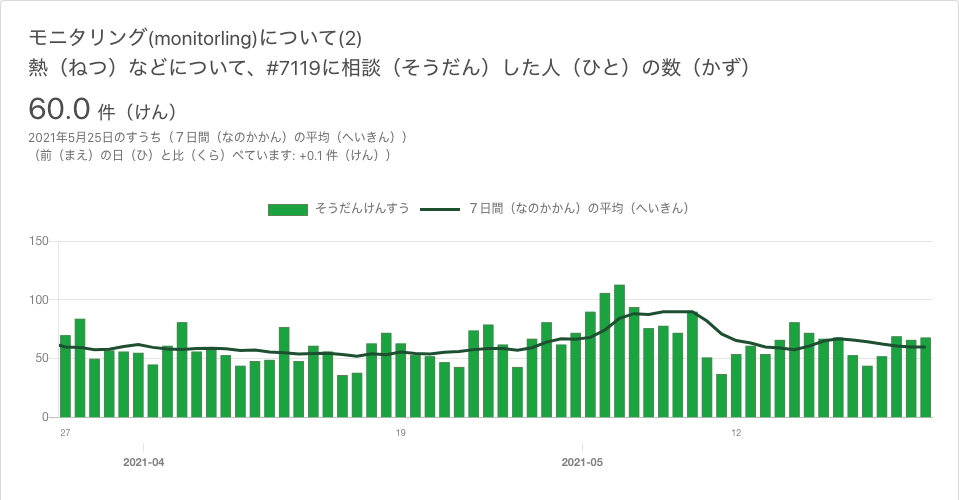 モニタリング(monitorling)について(2)
熱（ねつ）などについて、#7119に相談（そうだん）した人（ひと）の数（かず）
60.0 件（けん）
2021年5月25日のすうち（７日間（なのかかん）の平均（へいきん））
（前（まえ）の日（ひ）と比（くら）べています: +0.1 件（けん））
そうだんけんすう ７日間（なのかかん）の平均（へいきん）
150
100
50
0
27 19 12
2021-04 2021-05